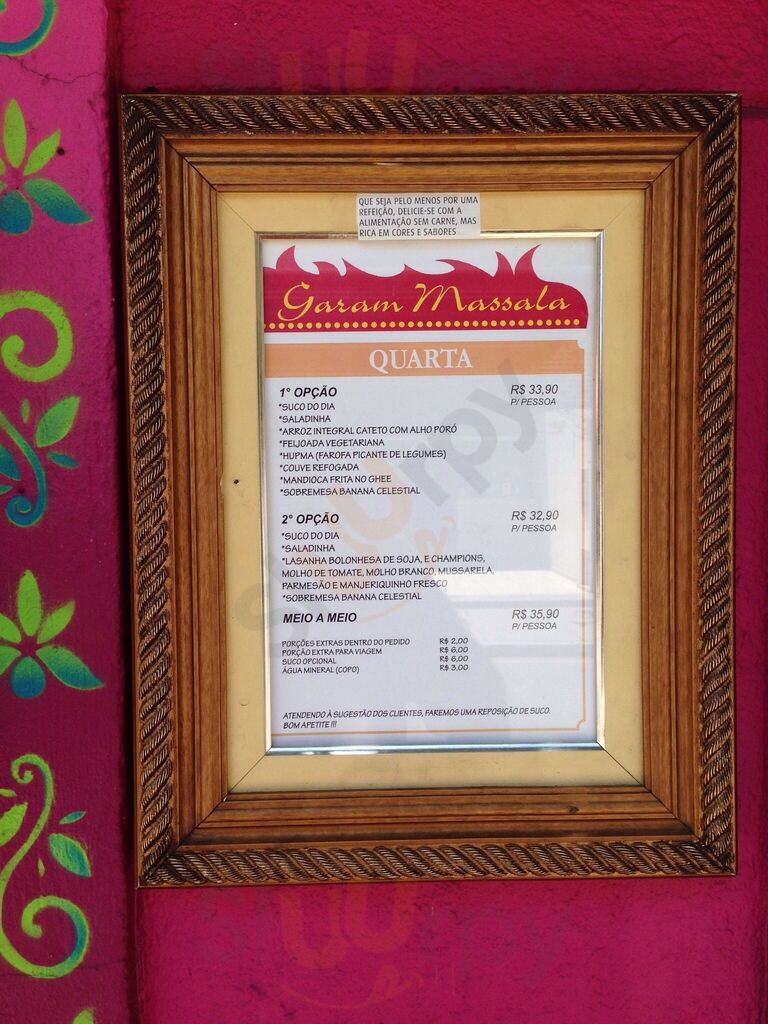 QUE SEJA PELO MENOS POR UMA
REFEIÇÃO, DELICIE-SE COM A
ALIMENTAÇÃO SEM CARNE, MAS
RICA EM CORES E SABORES
Garam Massala
QUARTA
1° OPÇÃO R$ 33,90
P/ PESSOA
*SUCO DO DIA
*SALADINHA
*ARROZ INTEGRAL CATETO COM ALHO PORÓ
*FEIJOADA VEGETARIANA
*HUPMA (FAROFA PICANTE DE LEGUMES)
*COUVE REFOGADA
*MANDIOCA FRITA NO GHEE
*SOBREMESA BANANA CELESTIAL
2° OPÇÃO R$ 32,90
P/ PESSOA
*SUCO DO DIA
*SALADINHA
*LASANHA BOLONHESA DE SOJA, E CHAMPIONS,
MOLHO DE TOMATE, MOLHO BRANCO, MUSSARELA,
PARMESÃO E MANJERIQUINHO FRESCO
*SOBREMESA BANANA CELESTIAL
MEIO A MEIO R$ 35,90
P/ PESSOA
PORÇÕES EXTRAS DENTRO DO PEDIDO R$ 2,00
PORÇÃO EXTRA PARA VIAGEM R$ 6,00
SUCO OPCIONAL R$ 6,00
ÁGUA MINERAL (COPO) R$ 3,00
ATENDENDO À SUGESTÃO DOS CLIENTES, FAREMOS UMA REPOSIÇÃO DE SUCO.
BOM APETITE !!!